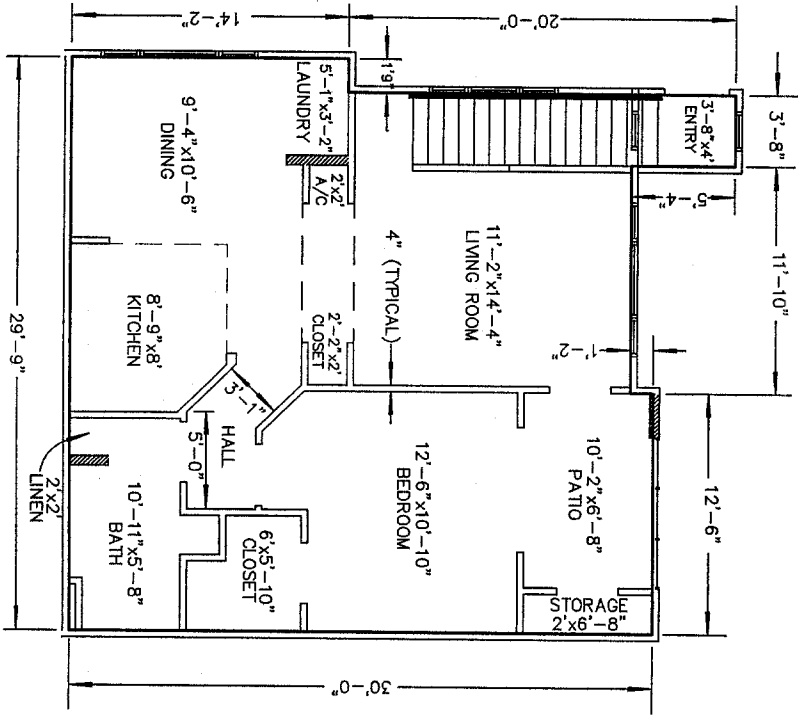 14'-2"
20'-0"
1'9"
5'-1"x3'-2"
LAUNDRY
3'-8"x4'
ENTRY
3'-8"
9'-4"x10'-6"
DINING
2'x2'
A/C
5'-4"
4" (TYPICAL)
11'-2"x14'-4"
LIVING ROOM
11'-10"
8'-9"x8'
KITCHEN
2'-2"x2'
CLOSET
1'-2"
29'-9"
3'-1"
HALL
5'-0"
12'-6"x10'-10"
BEDROOM
10'-2"x6'-8"
PATIO
12'-6"
2'x2'
LINEN
10'-11"x5'-8"
BATH
6'x5'-10"
CLOSET
STORAGE
2'x6'-8"
30'-0"